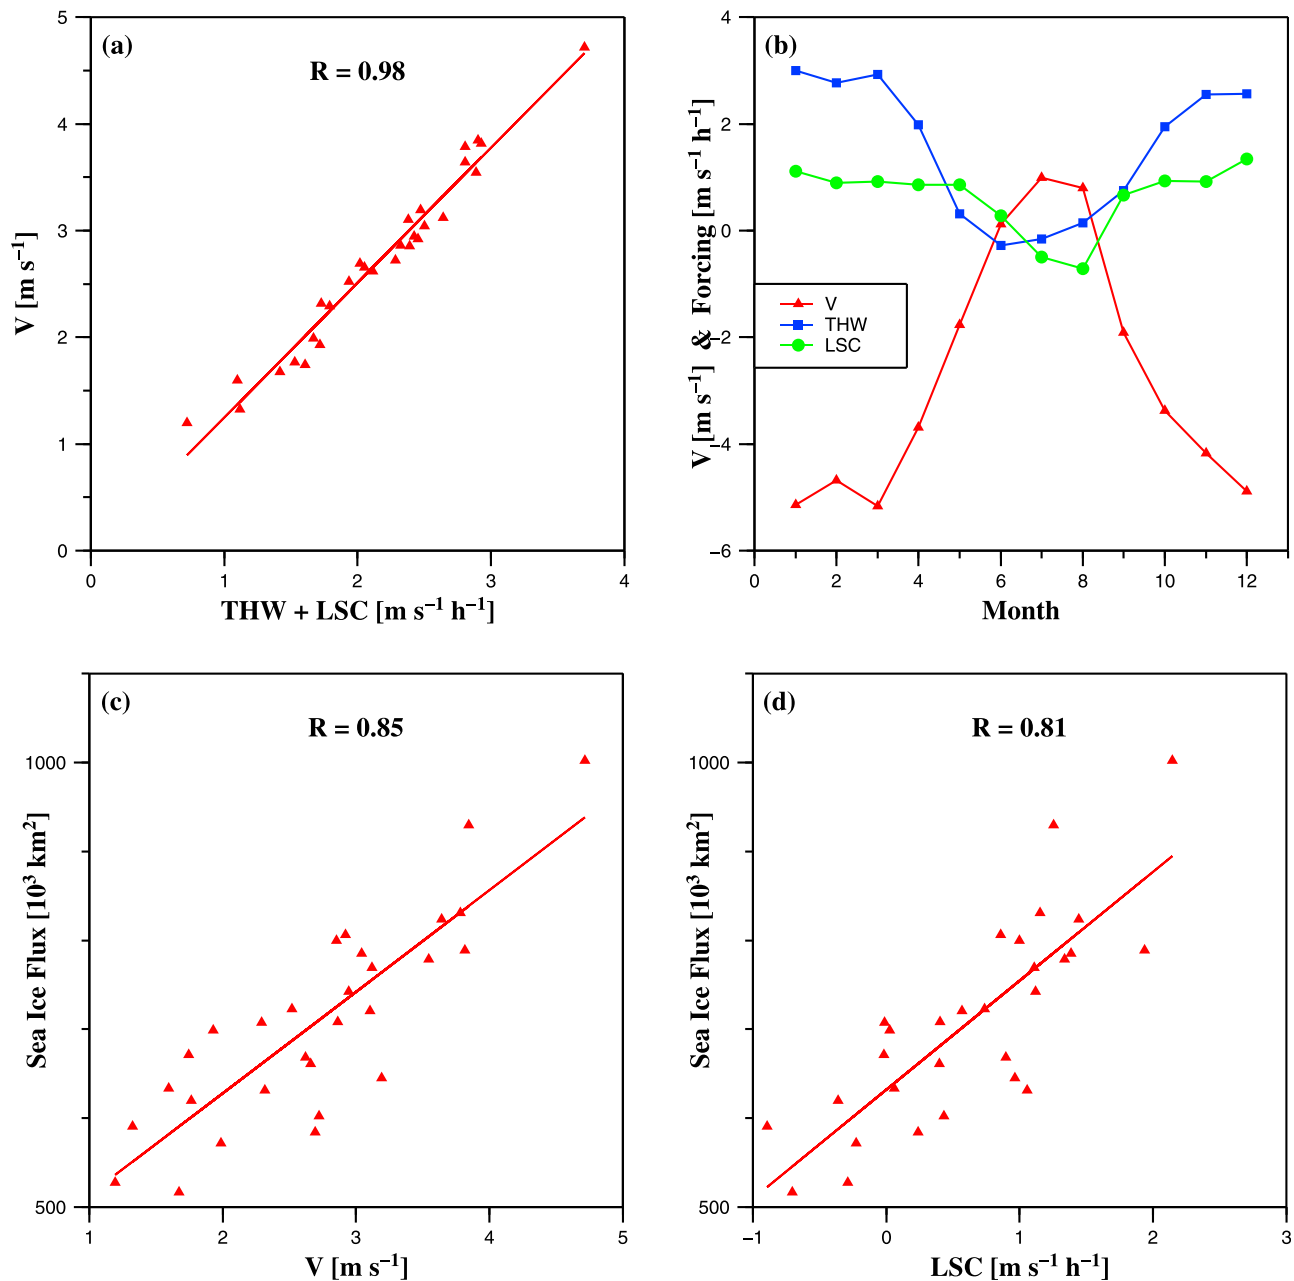 (a)
R = 0.98
V [m s⁻¹]
5
4
3
2
1
0
0 1 2 3 4
THW + LSC [m s⁻¹ h⁻¹]
(b)
V [m s⁻¹] & Forcing [m s⁻¹ h⁻¹]
4
2
0
−2
−4
−6
V
THW
LSC
0 2 4 6 8 10 12
Month
(c)
R = 0.85
Sea Ice Flux [10³ km²]
1000
500
1 2 3 4 5
V [m s⁻¹]
(d)
R = 0.81
Sea Ice Flux [10³ km²]
1000
500
−1 0 1 2 3
LSC [m s⁻¹ h⁻¹]